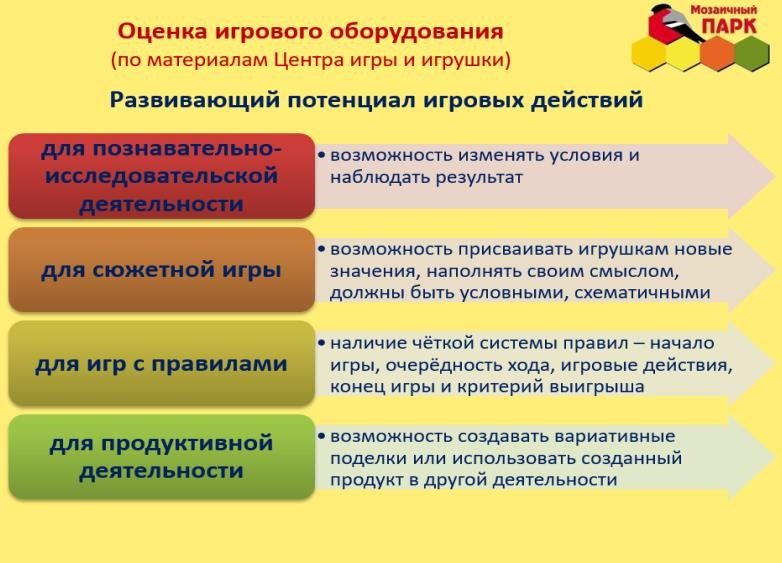 Мозаичный
ПАРК
Оценка игрового оборудования
(по материалам Центра игры и игрушки)
Развивающий потенциал игровых действий
для познавательно-
исследовательской
деятельности
• возможность изменять условия и
наблюдать результат
для сюжетной игры
• возможность присваивать игрушкам новые
значения, наполнять своим смыслом,
должны быть условными, схематичными
для игр с правилами
• наличие чёткой системы правил – начало
игры, очерёдность хода, игровые действия,
конец игры и критерий выигрыша
для продуктивной
деятельности
• возможность создавать вариативные
поделки или использовать созданный
продукт в другой деятельности